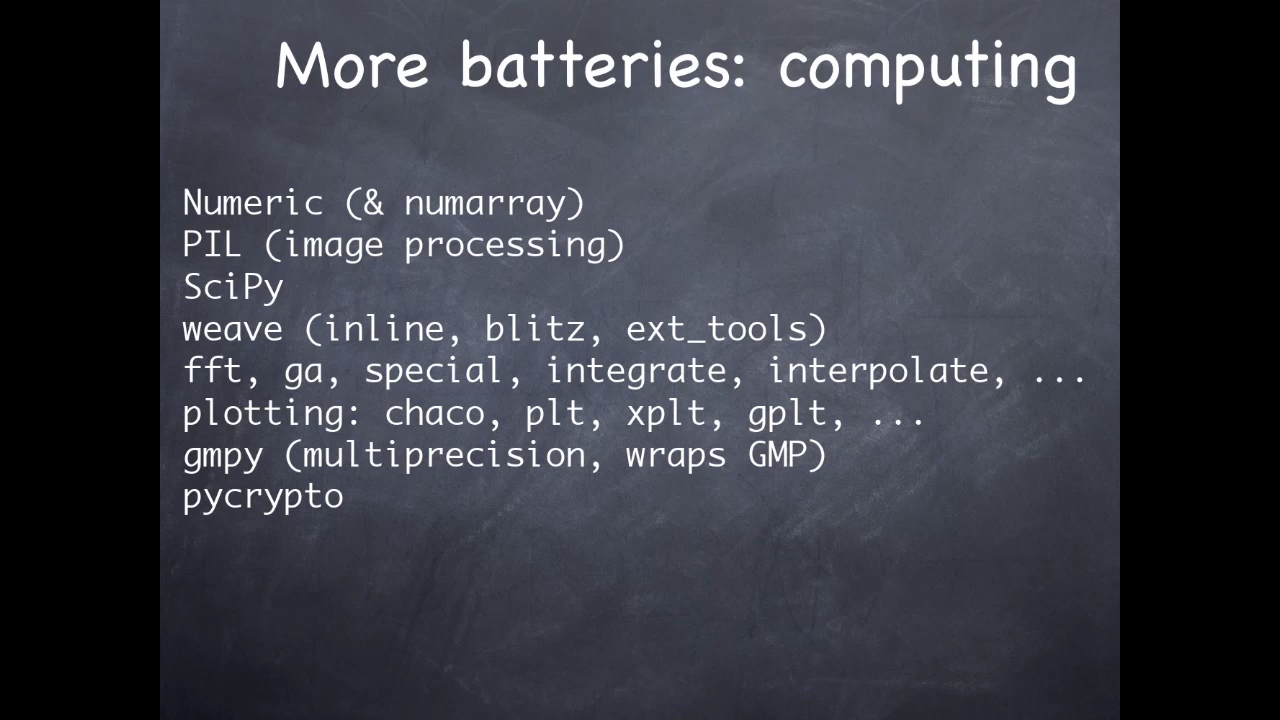 More batteries: computing
Numeric (& numarray)
PIL (image processing)
SciPy
weave (inline, blitz, ext_tools)
fft, ga, special, integrate, interpolate, ...
plotting: chaco, plt, xplt, gplt, ...
gmpy (multiprecision, wraps GMP)
pycrypto